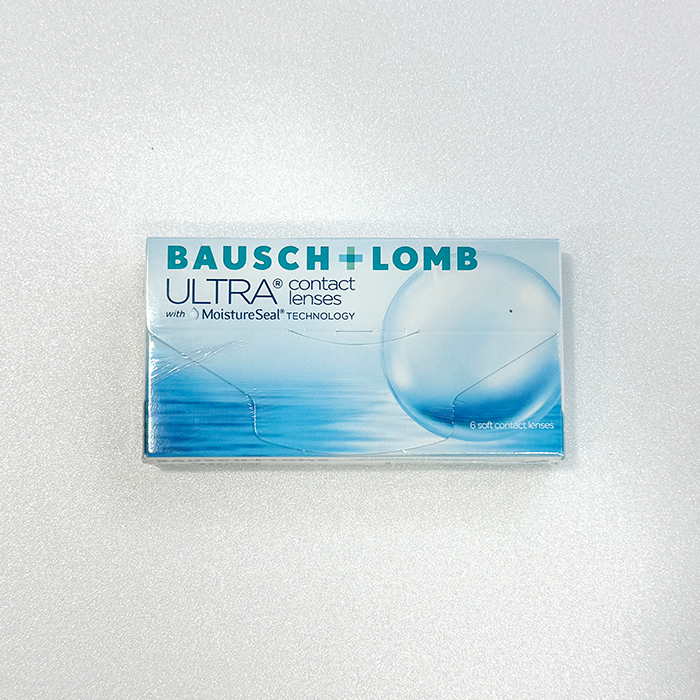 BAUSCH + LOMB
ULTRA® contact lenses
with MoistureSeal® TECHNOLOGY
6 soft contact lenses